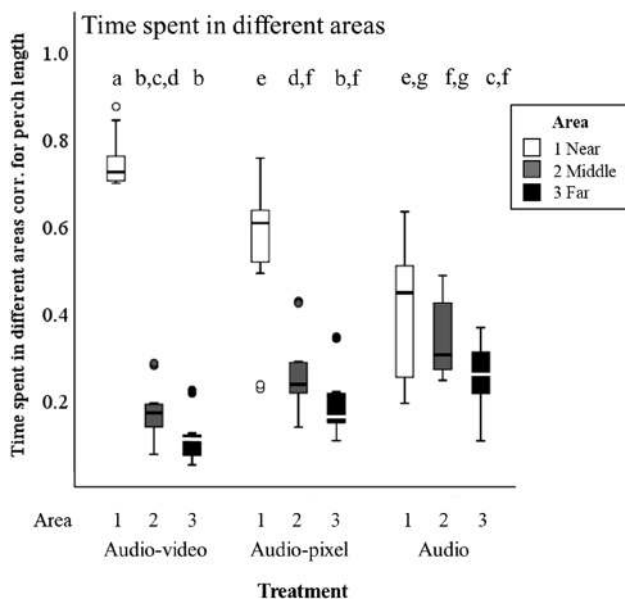 Time spent in different areas
Time spent in different areas corr. for perch length
1.0
0.8
0.6
0.4
0.2
a b,c,d b e d,f b,f e,g f,g c,f
Area
1 Near
2 Middle
3 Far
Area 1 2 3 1 2 3 1 2 3
Audio-video Audio-pixel Audio
Treatment